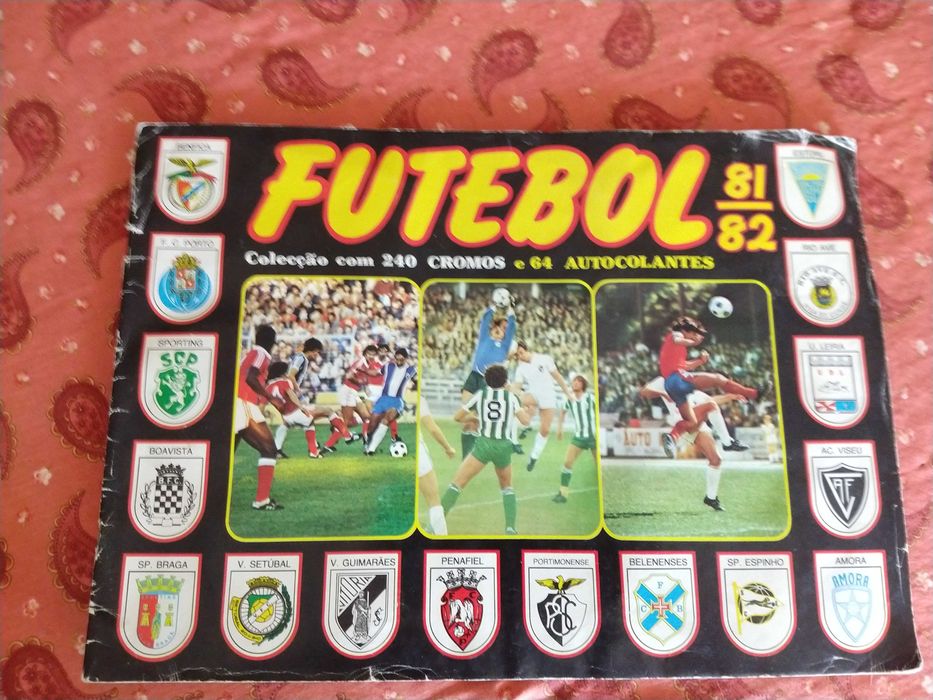 BENFICA
FUTEBOL
81
82
ESTORIL
F. C. PORTO
Colecção com 240 CROMOS e 64 AUTOCOLANTES
RIO AVE
SPORTING
SCP
U. LEIRIA
U D L
BOAVISTA
B.F.C.
8
AUTO
AC. VISEU
SP. BRAGA
V. SETÚBAL
V. GUIMARÃES
PENAFIEL
PORTIMONENSE
BELENENSES
SP. ESPINHO
AMORA
BRAGA
F C
F
C B
AMORA